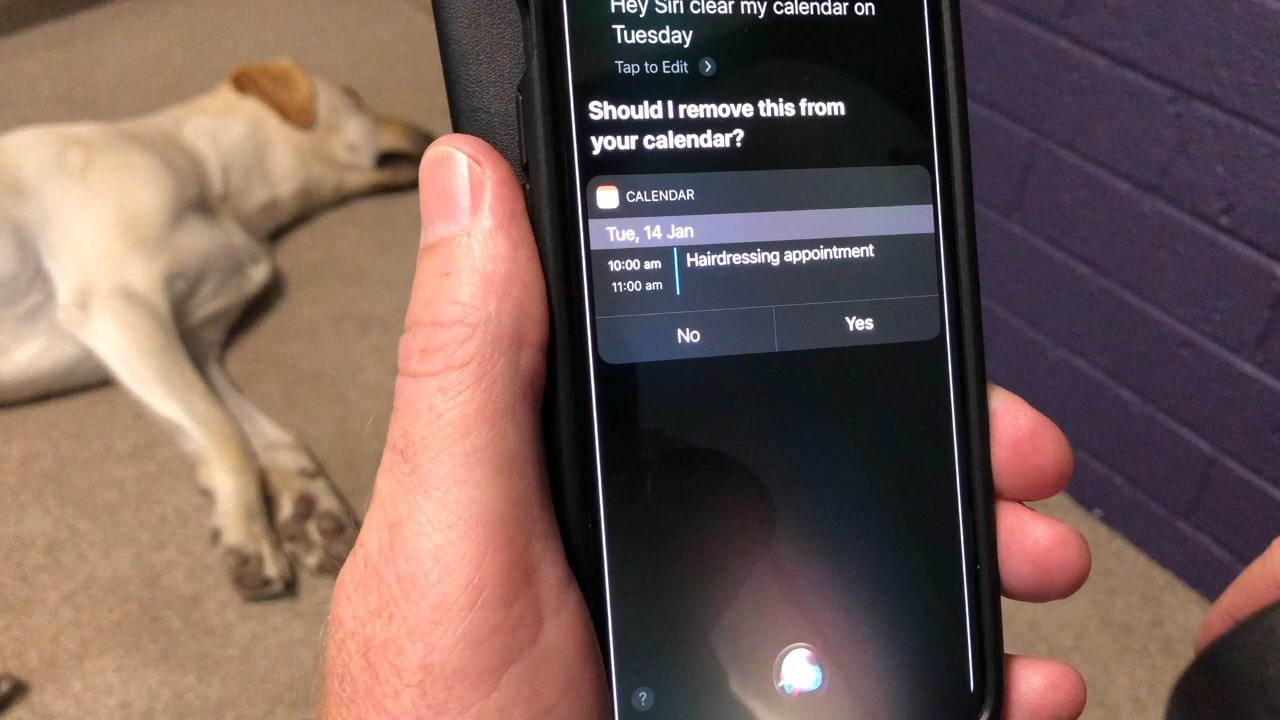 Hey Siri clear my calendar on
Tuesday
Tap to Edit
Should I remove this from
your calendar?
CALENDAR
Tue, 14 Jan
10:00 am Hairdressing appointment
11:00 am
No Yes
?